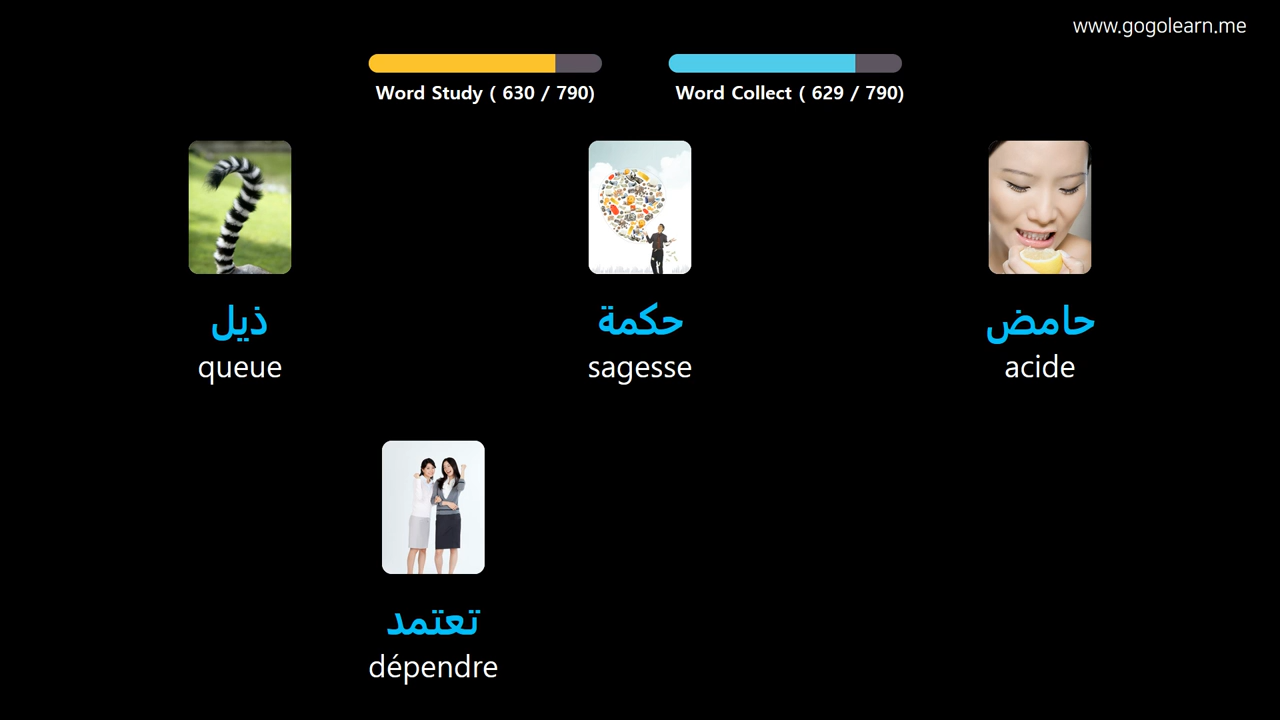 www.gogolearn.me
Word Study ( 630 / 790)
Word Collect ( 629 / 790)
ذيل
queue
حكمة
sagesse
حامض
acide
تعتمد
dépendre